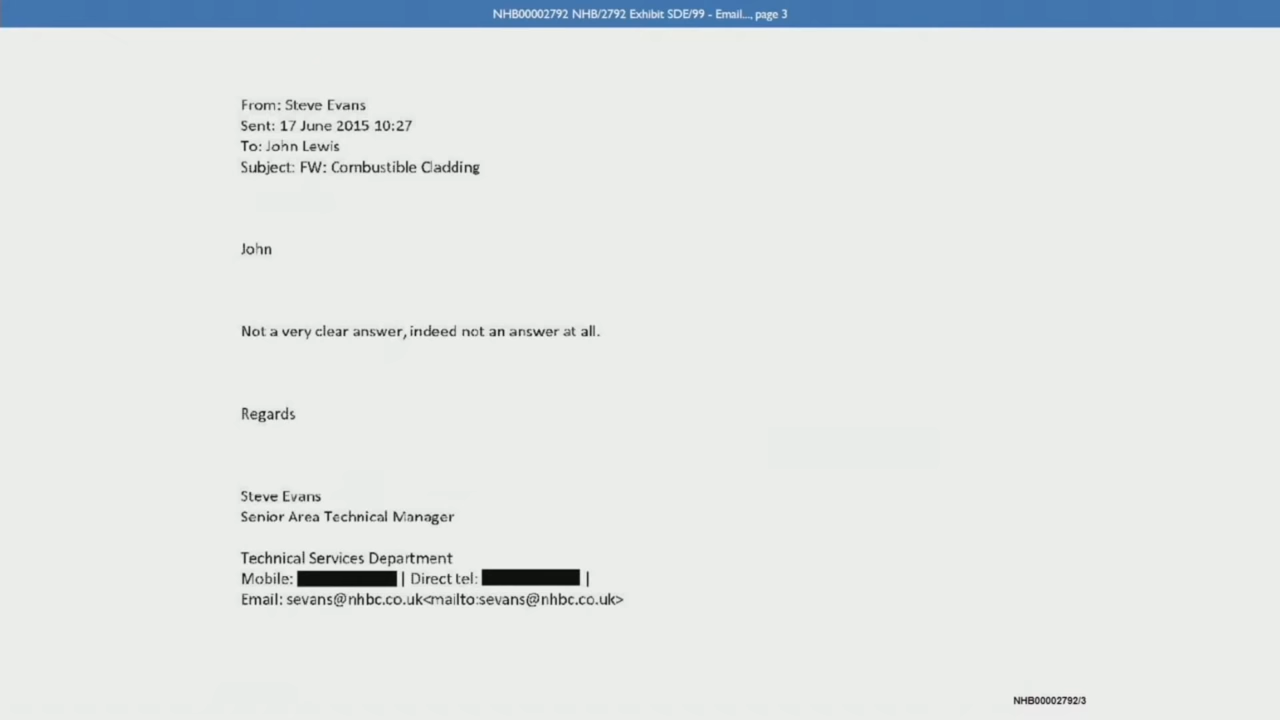 NHB00002792 NHB/2792 Exhibit SDE/99 - Email..., page 3
From: Steve Evans
Sent: 17 June 2015 10:27
To: John Lewis
Subject: FW: Combustible Cladding
John
Not a very clear answer, indeed not an answer at all.
Regards
Steve Evans
Senior Area Technical Manager
Technical Services Department
Mobile: | Direct tel: |
Email: sevans@nhbc.co.uk<mailto:sevans@nhbc.co.uk>
NHB00002792/3